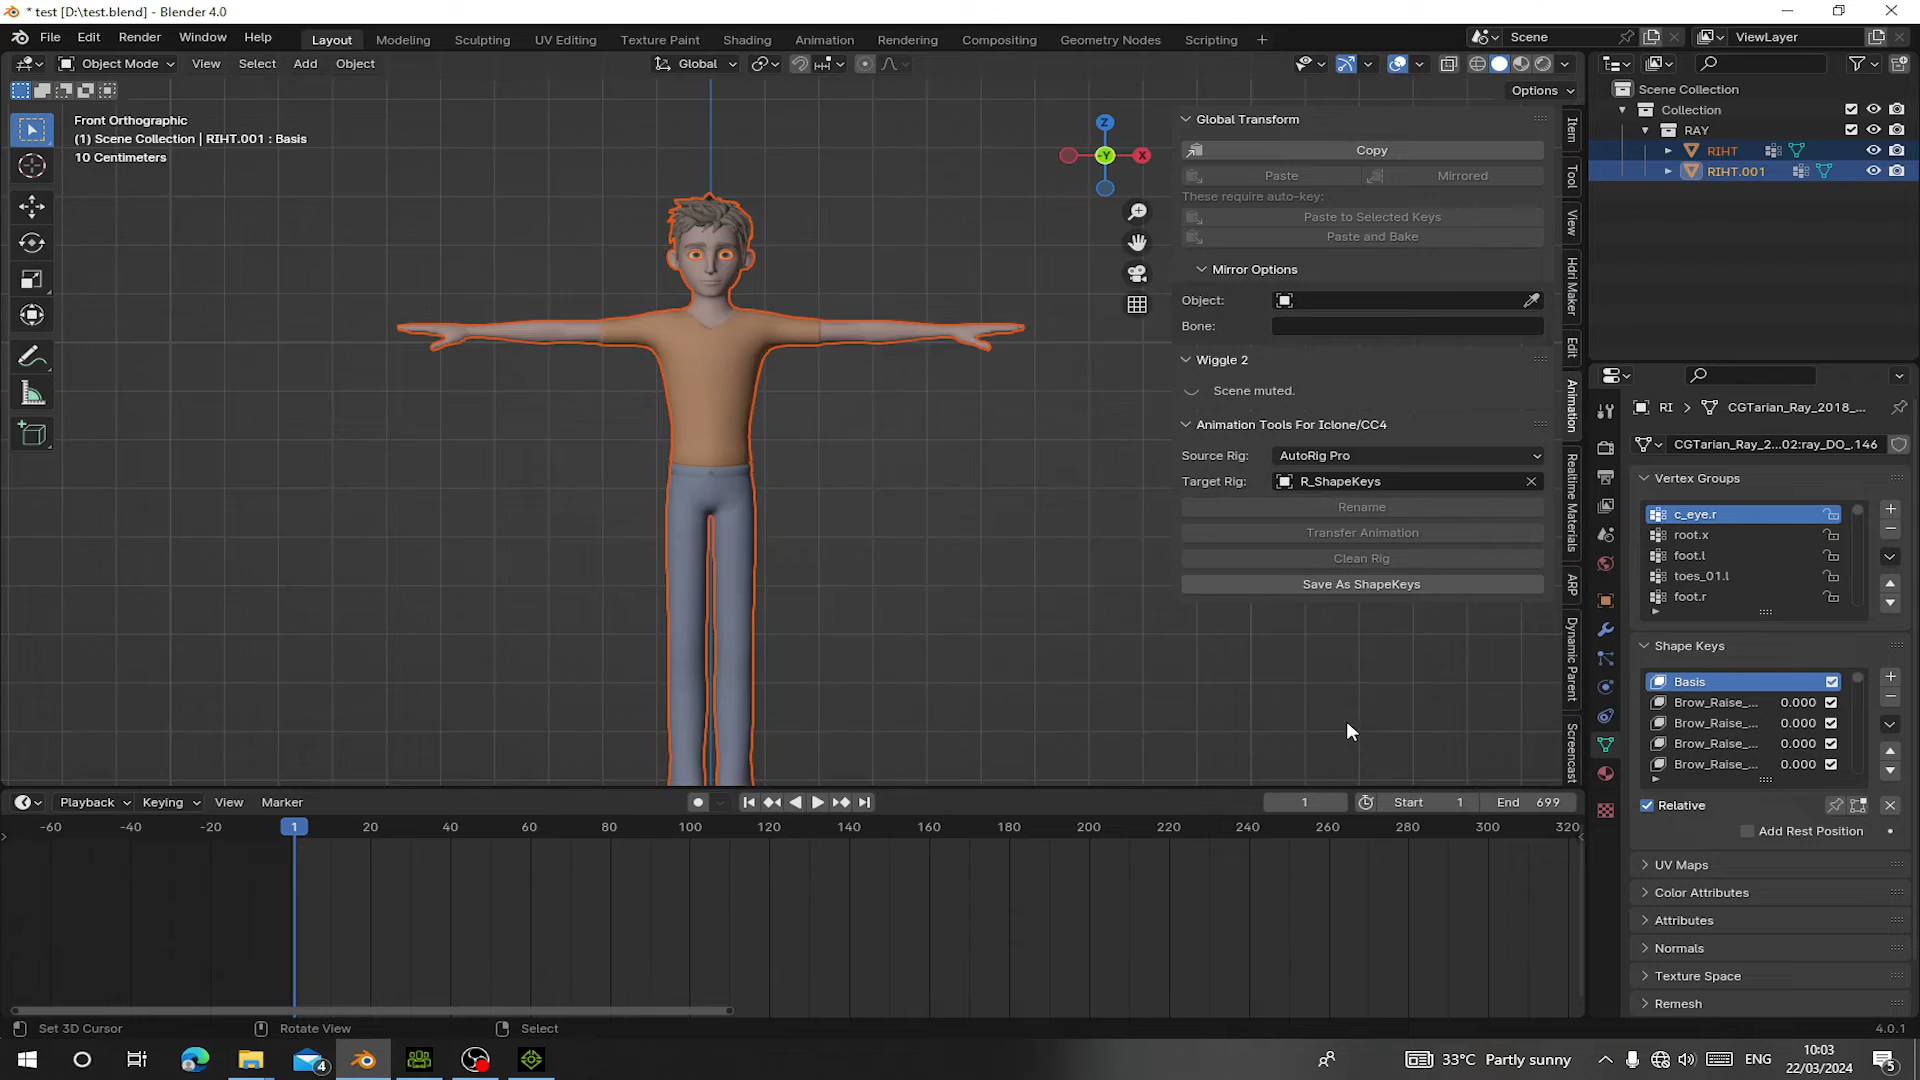 * test [D:\test.blend] - Blender 4.0
File Edit Render Window Help Layout Modeling Sculpting UV Editing Texture Paint Shading Animation Rendering Compositing Geometry Nodes Scripting Scene ViewLayer
Object Mode View Select Add Object Global
Options
Front Orthographic
(1) Scene Collection | RIHT.001 : Basis
10 Centimeters
Z
-Y
X
Global Transform
Copy
Paste Mirrored
These require auto-key:
Paste to Selected Keys
Paste and Bake
Mirror Options
Object:
Bone:
Wiggle 2
Scene muted.
Animation Tools For Iclone/CC4
Source Rig: AutoRig Pro
Target Rig: R_ShapeKeys
Rename
Transfer Animation
Clean Rig
Save As ShapeKeys
Item
Tool
View
Hdri Maker
Edit
Animation
Realtime Materials
ARP
Dynamic Parent
Screencast
Scene Collection
Collection
RAY
RIHT
RIHT.001
RI CGTarian_Ray_2018_...
CGTarian_Ray_2...02:ray_DO_.146
Vertex Groups
c_eye.r
root.x
foot.l
toes_01.l
foot.r
Shape Keys
Basis
Brow_Raise_... 0.000
Brow_Raise_... 0.000
Brow_Raise_... 0.000
Brow_Raise_... 0.000
Relative
Add Rest Position
UV Maps
Color Attributes
Attributes
Normals
Texture Space
Remesh
Playback Keying View Marker 1 Start 1 End 699
-60 -40 -20 1 20 40 60 80 100 120 140 160 180 200 220 240 260 280 300 320
Set 3D Cursor Rotate View Select 4.0.1
4 33°C Partly sunny ENG 10:03
22/03/2024 5